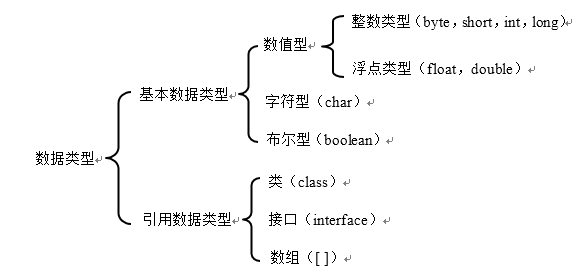 整数类型（byte，short，int，long）
数值型
浮点类型（float，double）
基本数据类型
字符型（char）
布尔型（boolean）
数据类型
类（class）
引用数据类型
接口（interface）
数组（[ ]）